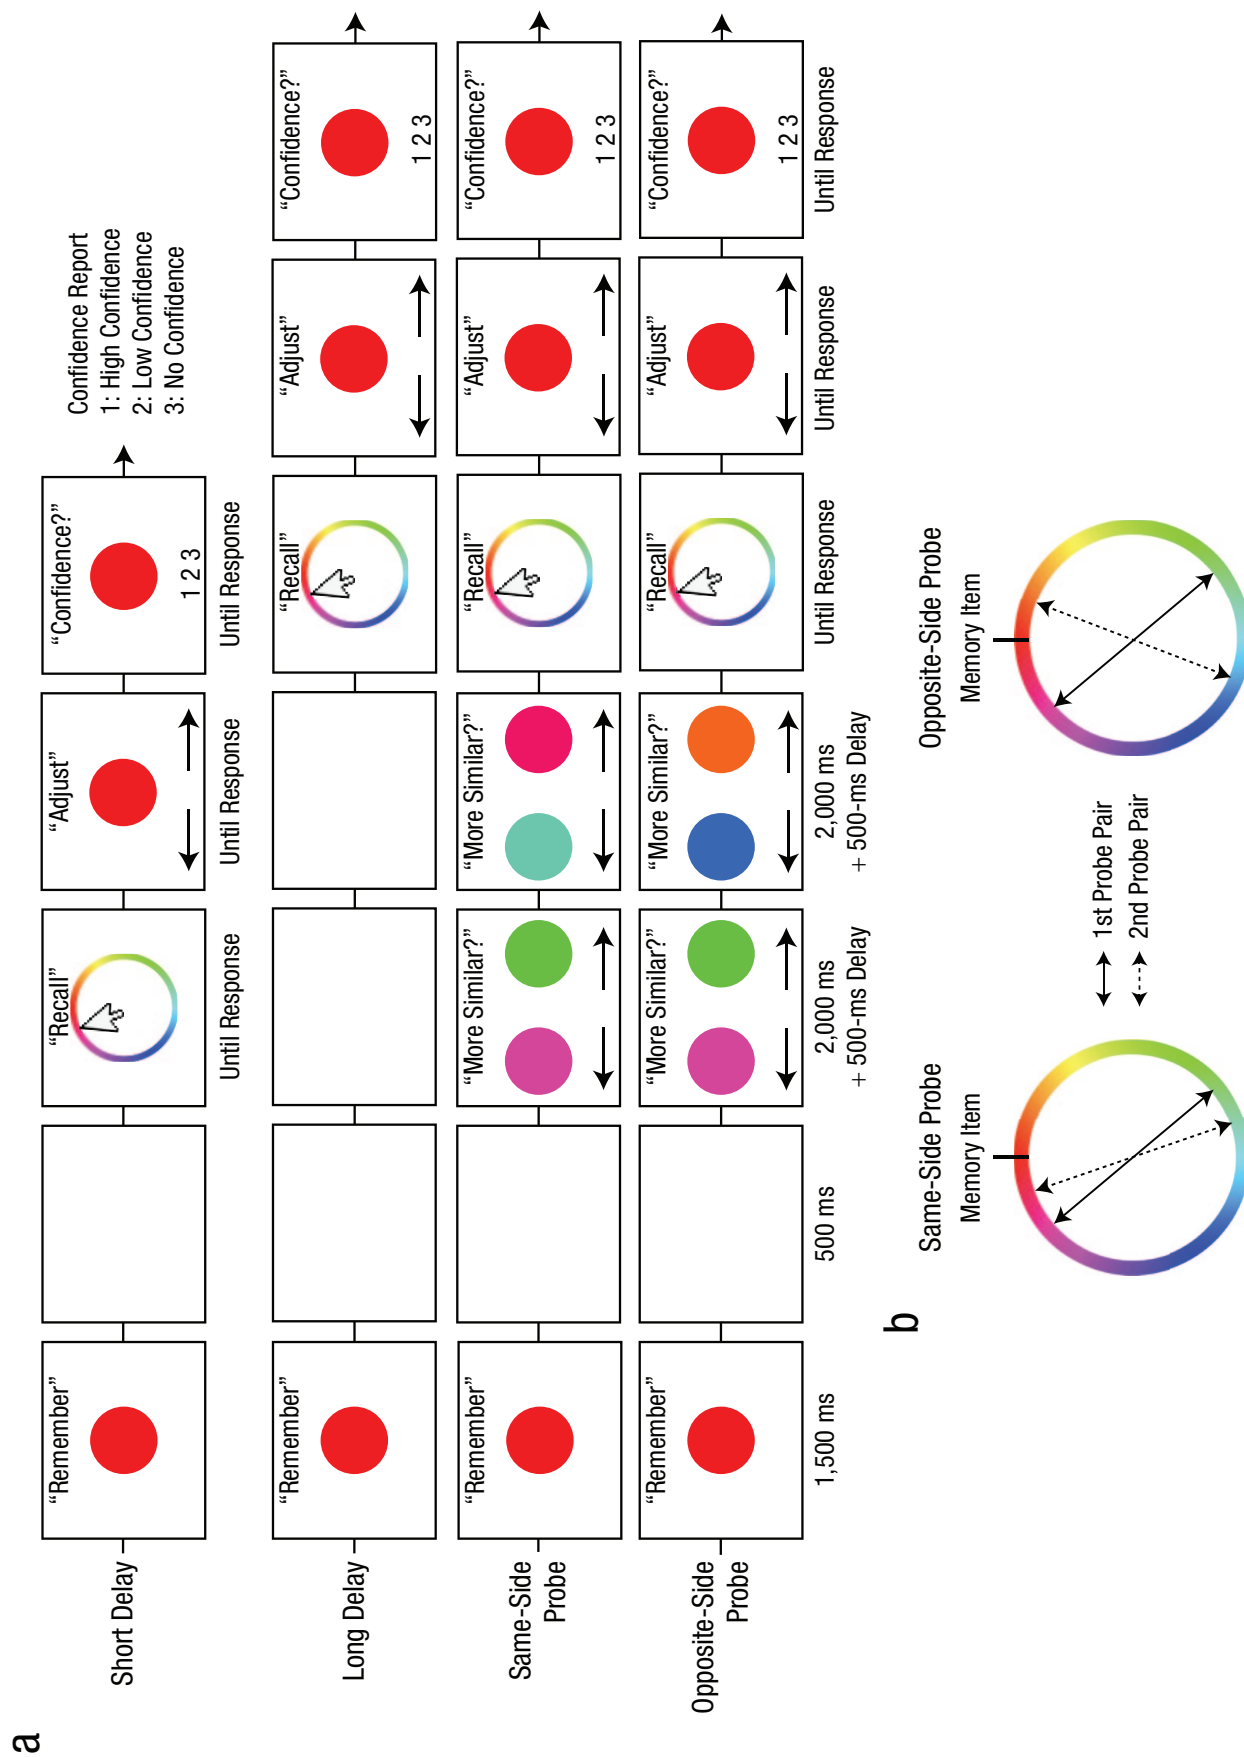 a
Short Delay
“Remember”
“Recall”
“Adjust”
“Confidence?”
1 2 3
500 ms
Until Response
Until Response
Until Response
Confidence Report
1: High Confidence
2: Low Confidence
3: No Confidence
Long Delay
“Remember”
“Recall”
“Adjust”
“Confidence?”
1 2 3
Same-Side
Probe
“Remember”
“More Similar?”
“More Similar?”
“Recall”
“Adjust”
“Confidence?”
1 2 3
Opposite-Side
Probe
“Remember”
“More Similar?”
“More Similar?”
“Recall”
“Adjust”
“Confidence?”
1 2 3
1,500 ms
2,000 ms
+ 500-ms Delay
2,000 ms
+ 500-ms Delay
Until Response
Until Response
Until Response
b
Same-Side Probe
Memory Item
1st Probe Pair
2nd Probe Pair
Opposite-Side Probe
Memory Item